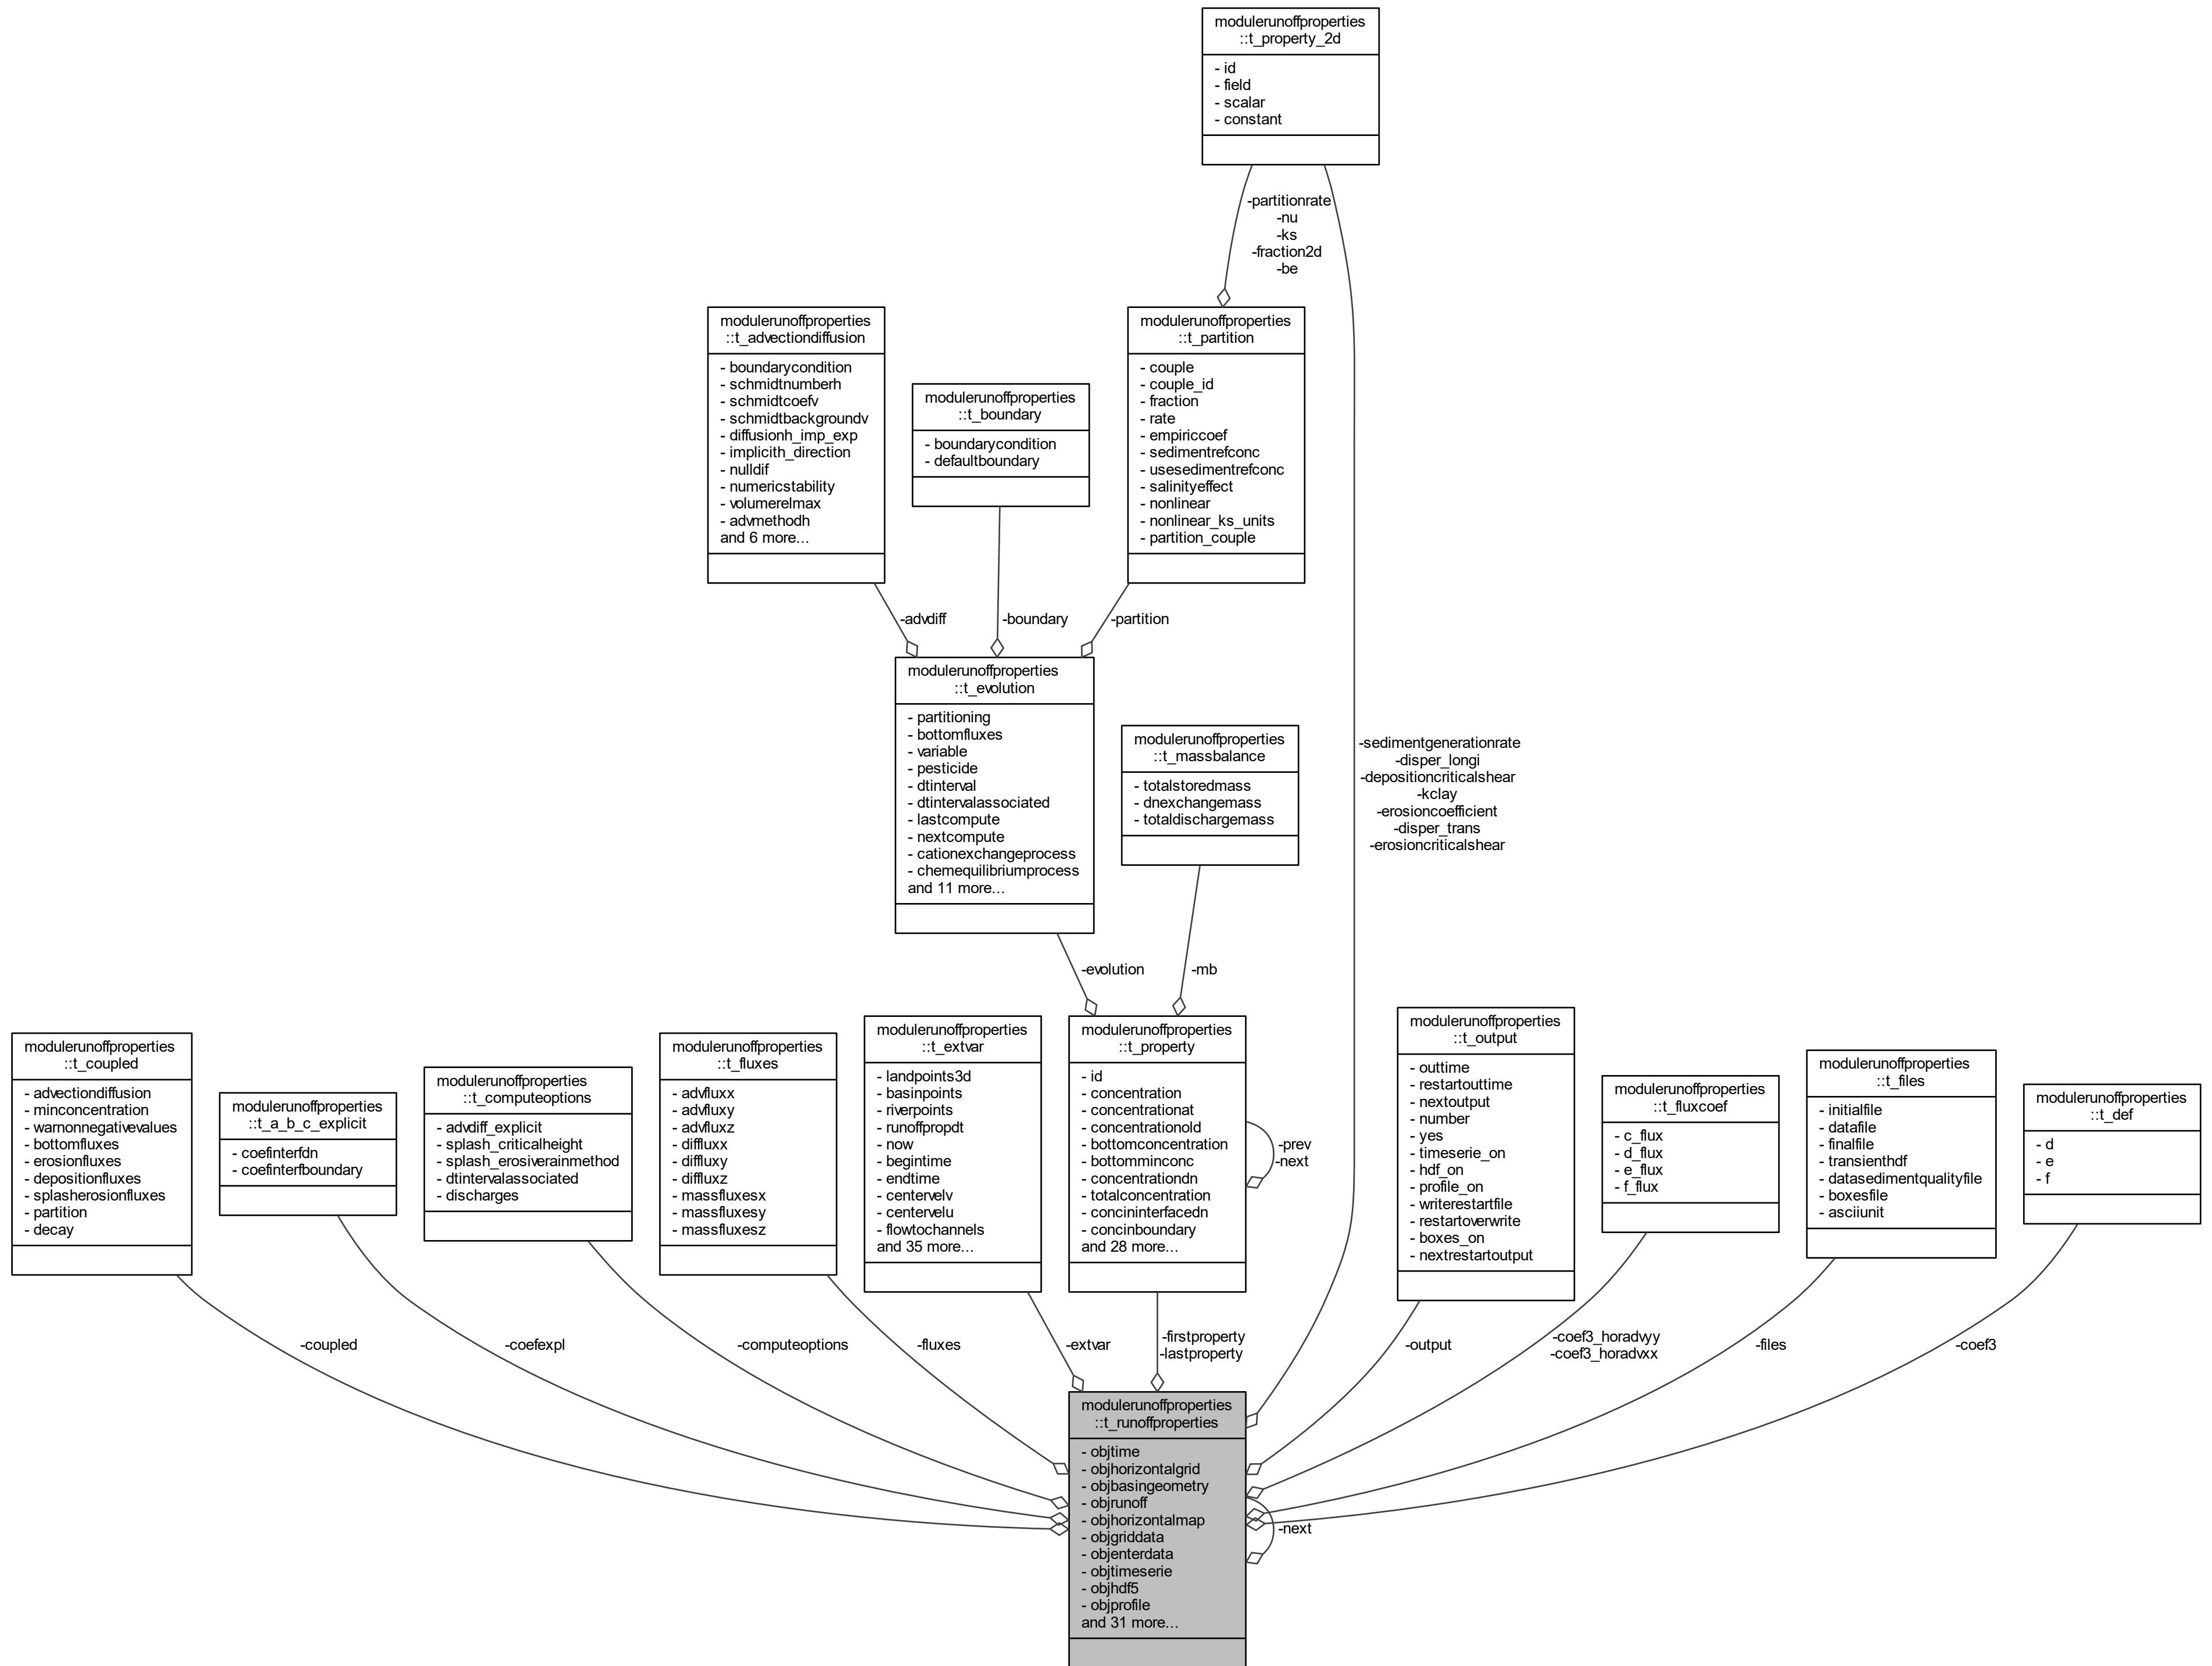 modulerunoffproperties
::t_property_2d
- id
- field
- scalar
- constant
-partitionrate
-nu
-ks
-fraction2d
-be
modulerunoffproperties
::t_advectiondiffusion
- boundarycondition
- schmidtnumberh
- schmidtcoefv
- schmidtbackgroundv
- diffusionh_imp_exp
- implicith_direction
- nulldif
- numericstability
- volumerelmax
- advmethodh
and 6 more...
modulerunoffproperties
::t_boundary
- boundarycondition
- defaultboundary
modulerunoffproperties
::t_partition
- couple
- couple_id
- fraction
- rate
- empiriccoef
- sedimentrefconc
- usesedimentrefconc
- salinityeffect
- nonlinear
- nonlinear_ks_units
- partition_couple
-advdiff
-boundary
-partition
modulerunoffproperties
::t_evolution
- partitioning
- bottomfluxes
- variable
- pesticide
- dtinterval
- dtintervalassociated
- lastcompute
- nextcompute
- cationexchangeprocess
- chemequilibriumprocess
and 11 more...
modulerunoffproperties
::t_massbalance
- totalstoredmass
- dnexchangemass
- totaldischargemass
-sedimentgenerationrate
-disper_longi
-depositioncriticalshear
-kclay
-erosioncoefficient
-disper_trans
-erosioncriticalshear
-evolution
-mb
modulerunoffproperties
::t_coupled
- advectiondiffusion
- minconcentration
- warnonnegativevalues
- bottomfluxes
- erosionfluxes
- depositionfluxes
- splasherosionfluxes
- partition
- decay
modulerunoffproperties
::t_a_b_c_explicit
- coefinterfdn
- coefinterfboundary
modulerunoffproperties
::t_computeoptions
- advdiff_explicit
- splash_criticalheight
- splash_erosiverainmethod
- dtintervalassociated
- discharges
modulerunoffproperties
::t_fluxes
- advfluxx
- advfluxy
- advfluxz
- diffluxx
- diffluxy
- diffluxz
- massfluxesx
- massfluxesy
- massfluxesz
modulerunoffproperties
::t_extvar
- landpoints3d
- basinpoints
- riverpoints
- runoffpropdt
- now
- begintime
- endtime
- centervelv
- centervelu
- flowtochannels
and 35 more...
modulerunoffproperties
::t_property
- id
- concentration
- concentrationat
- concentrationold
- bottomconcentration
- bottomminconc
- concentrationdn
- totalconcentration
- concininterfacedn
- concinboundary
and 28 more...
-prev
-next
modulerunoffproperties
::t_output
- outtime
- restartouttime
- nextoutput
- number
- yes
- timeserie_on
- hdf_on
- profile_on
- writerestartfile
- restartoverwrite
- boxes_on
- nextrestartoutput
modulerunoffproperties
::t_fluxcoef
- c_flux
- d_flux
- e_flux
- f_flux
modulerunoffproperties
::t_files
- initialfile
- datafile
- finalfile
- transienthdf
- datasedimentqualityfile
- boxesfile
- asciiunit
modulerunoffproperties
::t_def
- d
- e
- f
-coupled
-coefexpl
-computeoptions
-fluxes
-extvar
-firstproperty
-lastproperty
-output
-coef3_horadvyy
-coef3_horadvxx
-files
-coef3
modulerunoffproperties
::t_runoffproperties
- objtime
- objhorizontalgrid
- objbasingeometry
- objrunoff
- objhorizontalmap
- objgriddata
- objenterdata
- objtimeserie
- objhdf5
- objprofile
and 31 more...
-next